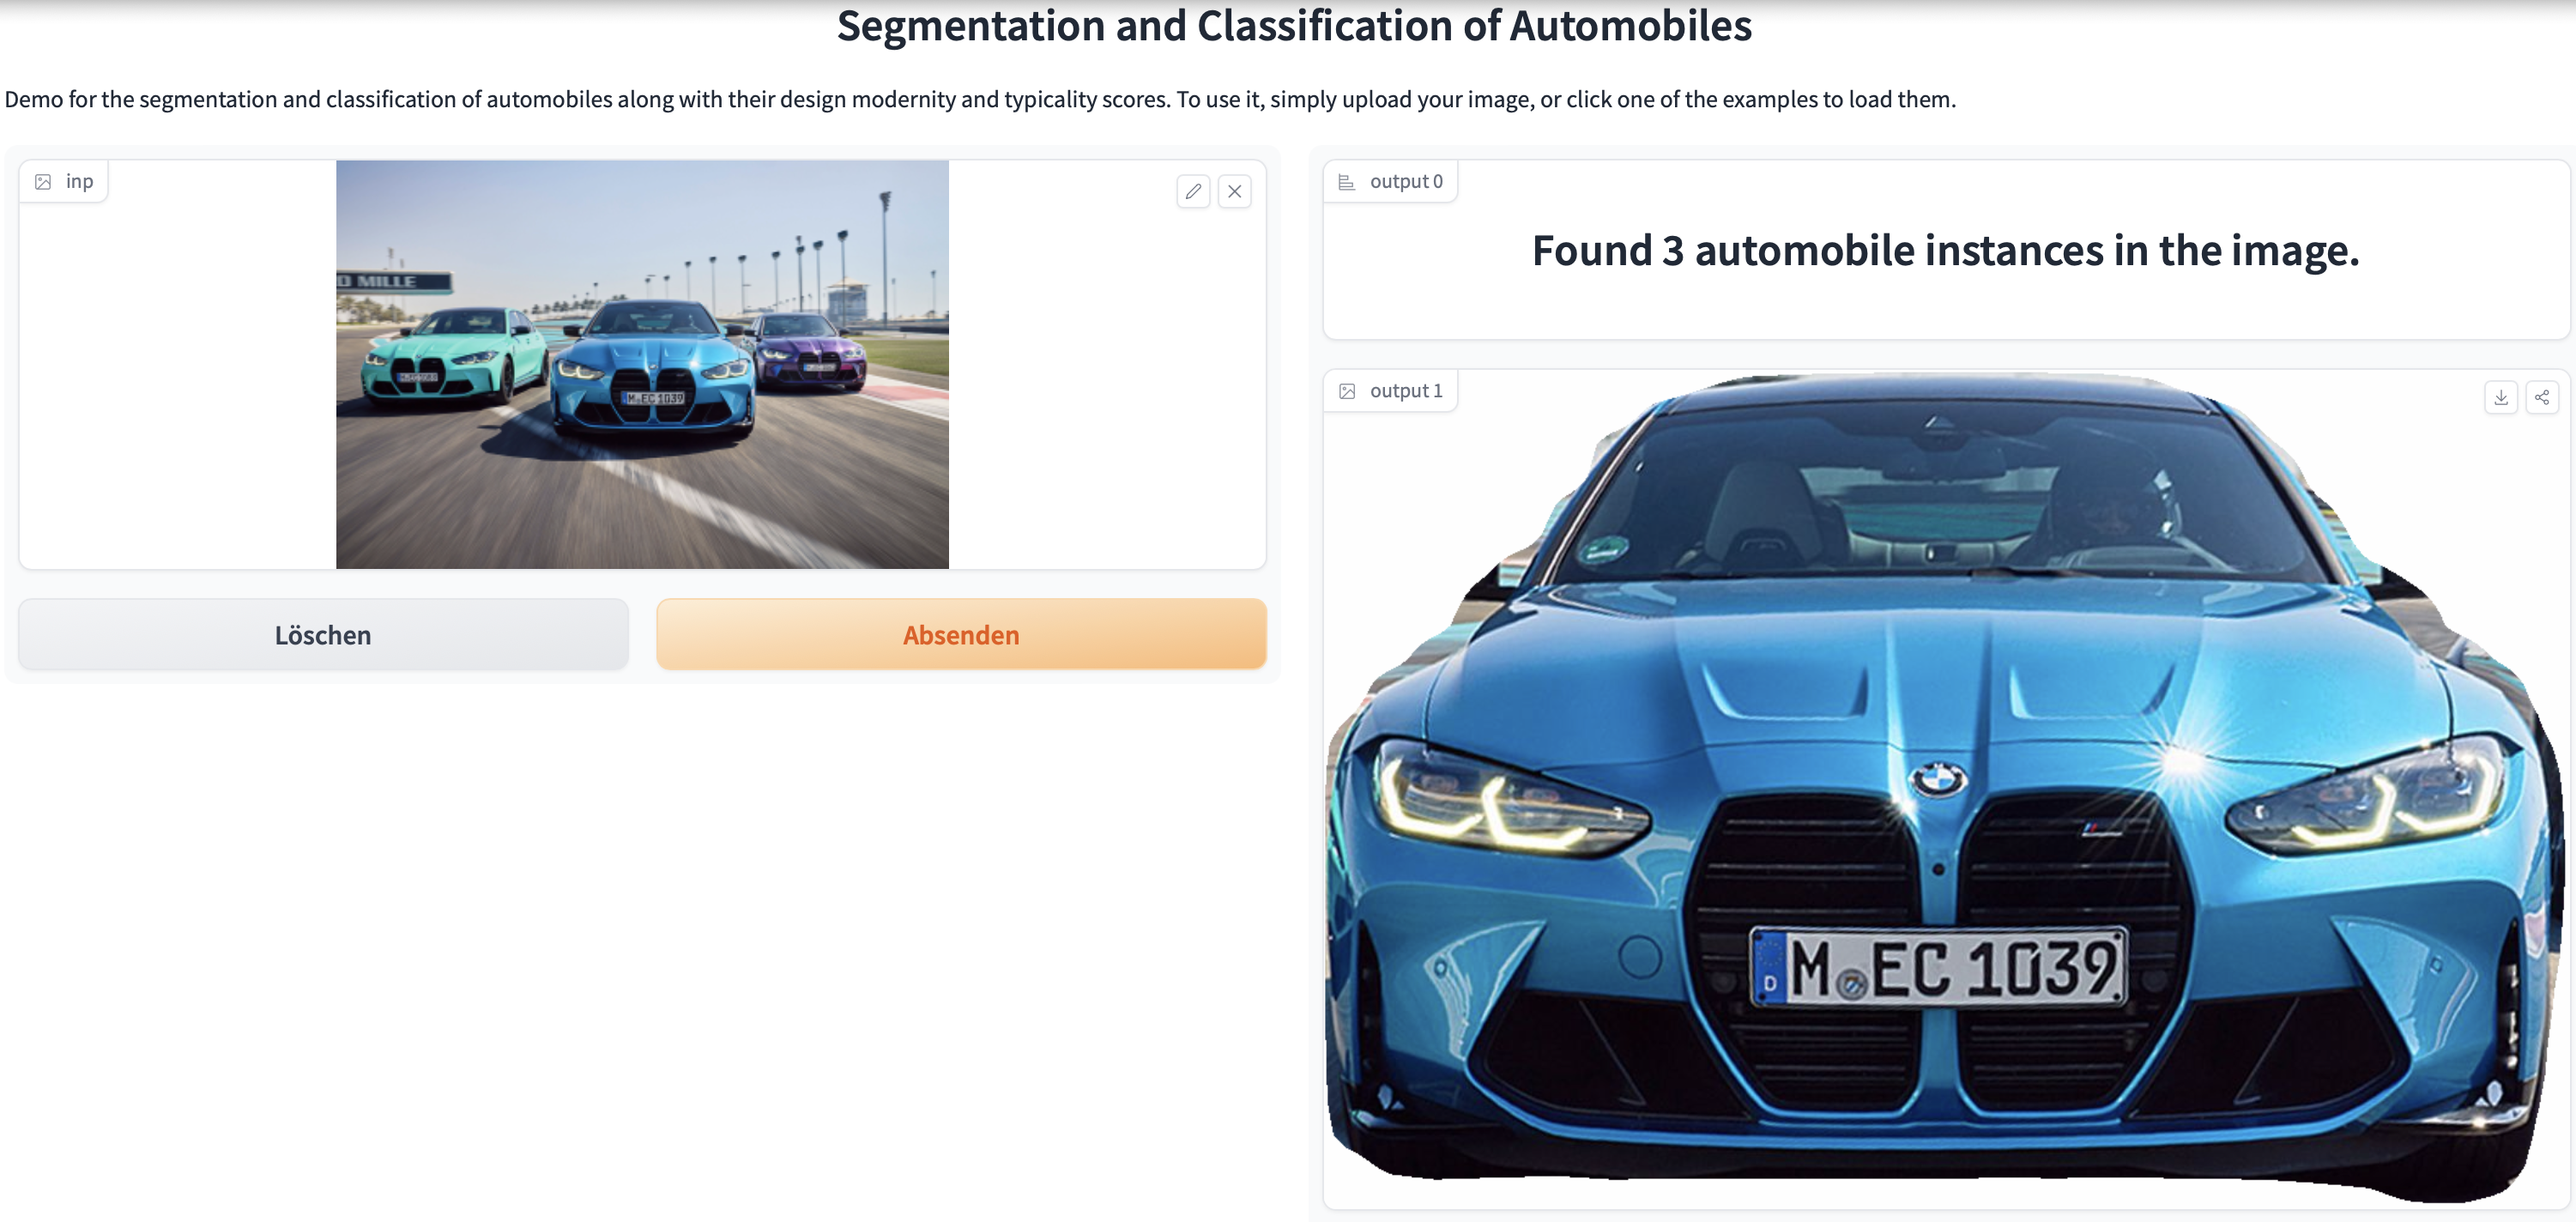 Segmentation and Classification of Automobiles
Demo for the segmentation and classification of automobiles along with their design modernity and typicality scores. To use it, simply upload your image, or click one of the examples to load them.
inp
D MILLE
M EC 1039
Löschen
Absenden
output 0
Found 3 automobile instances in the image.
output 1
D
M EC 1039